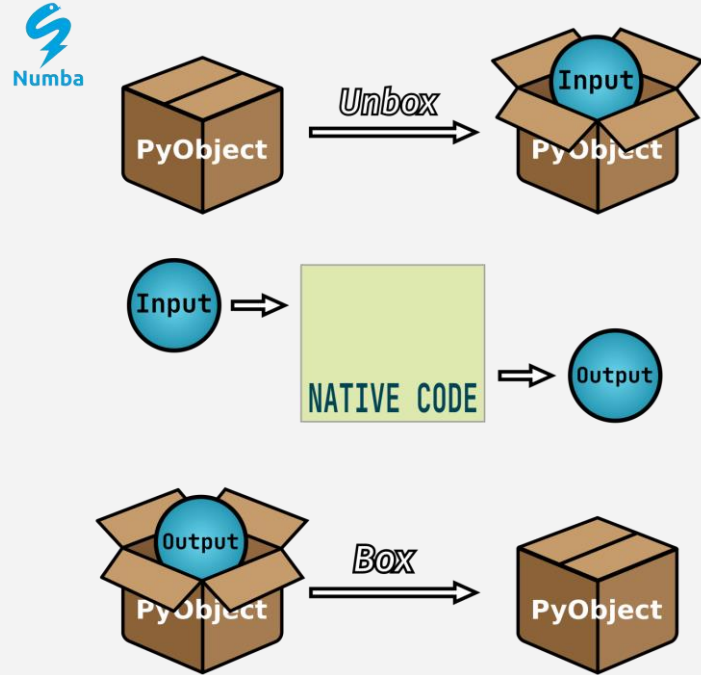 Numba
PyObject
Unbox
Input
PyObject
Input
NATIVE CODE
Output
Output
PyObject
Box
PyObject